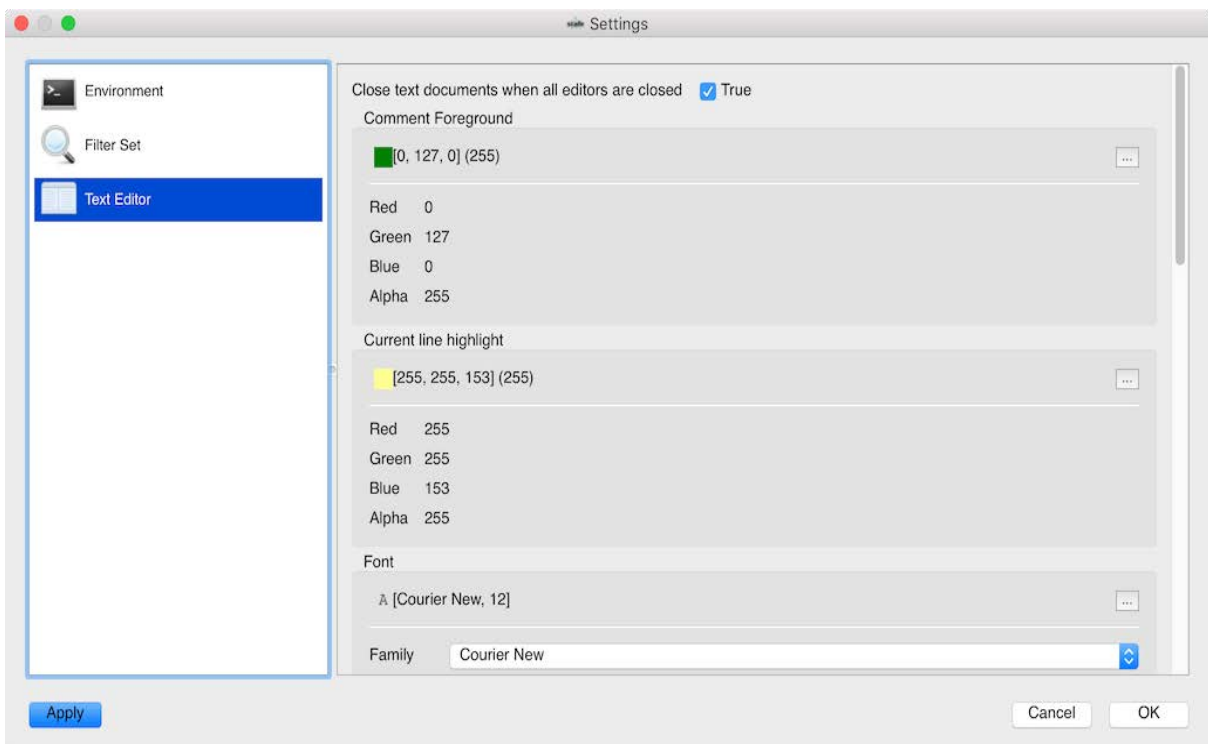 Settings
Environment
Filter Set
Text Editor
Close text documents when all editors are closed True
Comment Foreground
[0, 127, 0] (255)
...
Red 0
Green 127
Blue 0
Alpha 255
Current line highlight
[255, 255, 153] (255)
...
Red 255
Green 255
Blue 153
Alpha 255
Font
A [Courier New, 12]
...
Family Courier New
Apply
Cancel
OK